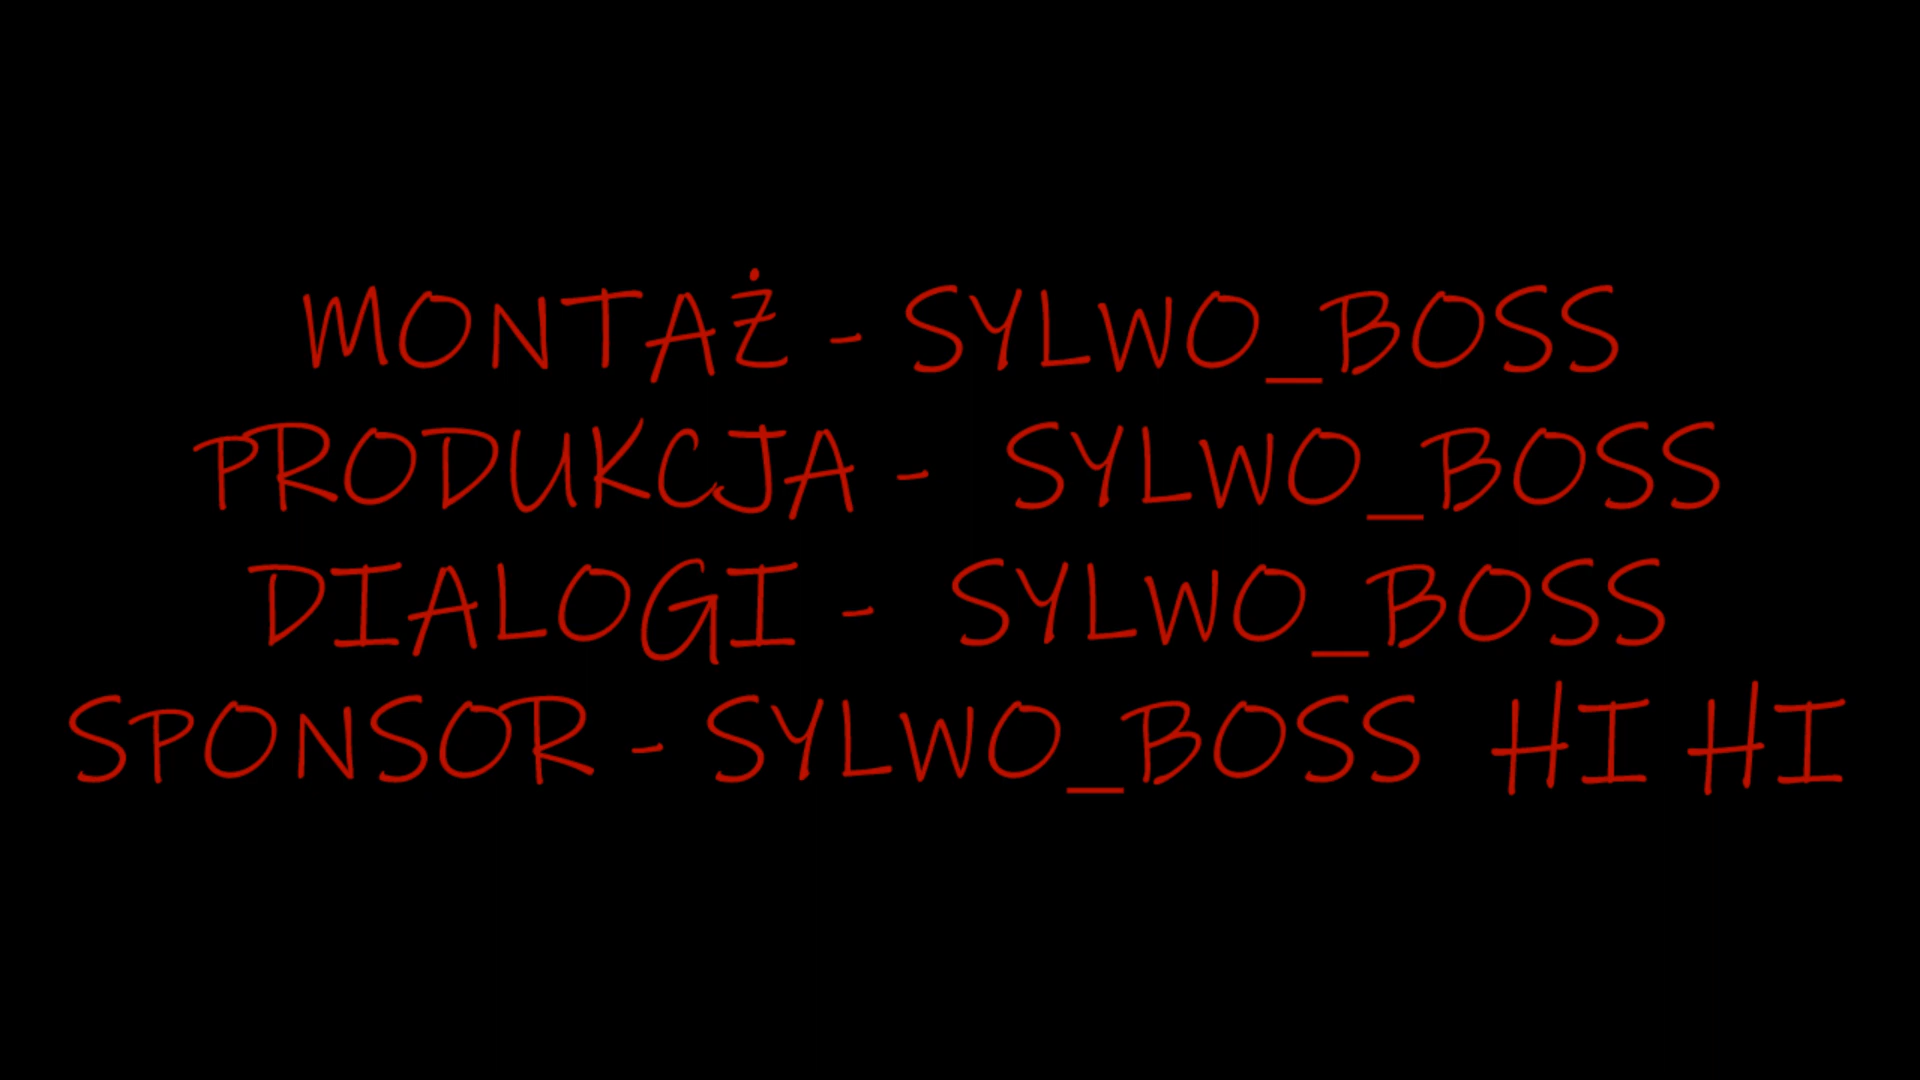 MONTAŻ - SYLWO_BOSS
PRODUKCJA - SYLWO_BOSS
DIALOGI - SYLWO_BOSS
SPONSOR - SYLWO_BOSS HI HI